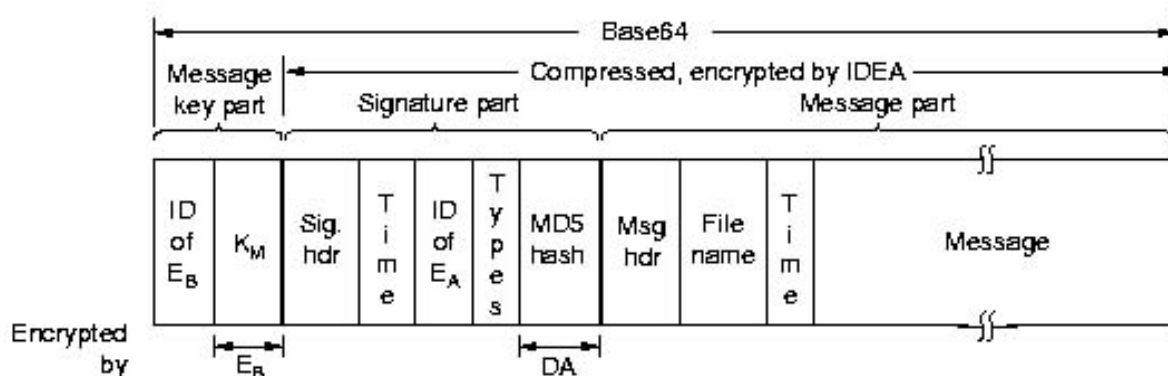 Base64
Message
key part
Compressed, encrypted by IDEA
Signature part
Message part
ID
of
E_B
K_M
Sig.
hdr
T
i
m
e
ID
of
E_A
T
y
p
e
s
MD5
hash
Msg
hdr
File
name
T
i
m
e
Message
Encrypted
by
E_B
DA